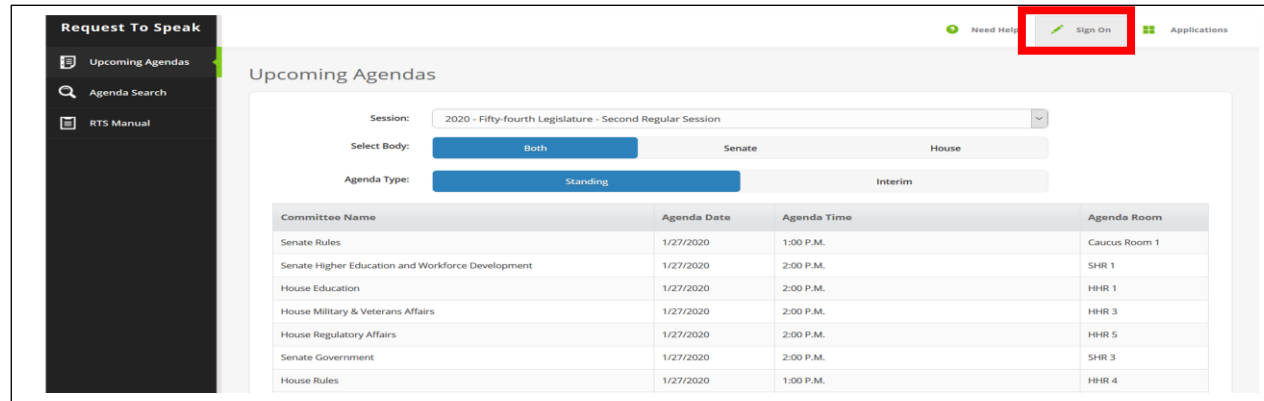 Request To Speak
Need Help
Sign On
Applications
Upcoming Agendas
Agenda Search
RTS Manual
Upcoming Agendas
Session: 2020 - Fifty-fourth Legislature - Second Regular Session
Select Body: Both Senate House
Agenda Type: Standing Interim
Committee Name Agenda Date Agenda Time Agenda Room
Senate Rules 1/27/2020 1:00 P.M. Caucus Room 1
Senate Higher Education and Workforce Development 1/27/2020 2:00 P.M. SHR 1
House Education 1/27/2020 2:00 P.M. HHR 1
House Military & Veterans Affairs 1/27/2020 2:00 P.M. HHR 3
House Regulatory Affairs 1/27/2020 2:00 P.M. HHR 5
Senate Government 1/27/2020 2:00 P.M. SHR 3
House Rules 1/27/2020 1:00 P.M. HHR 4